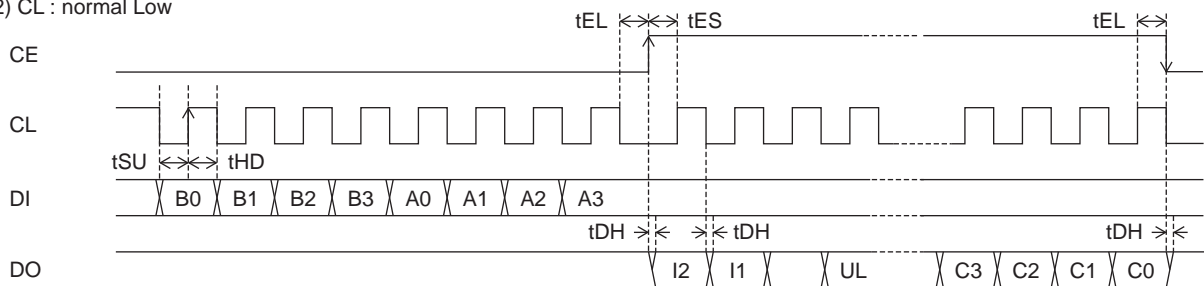 2) CL : normal Low
tEL tES tEL
CE
CL
tSU tHD
DI B0 B1 B2 B3 A0 A1 A2 A3
tDH tDH tDH
DO I2 I1 UL C3 C2 C1 C0